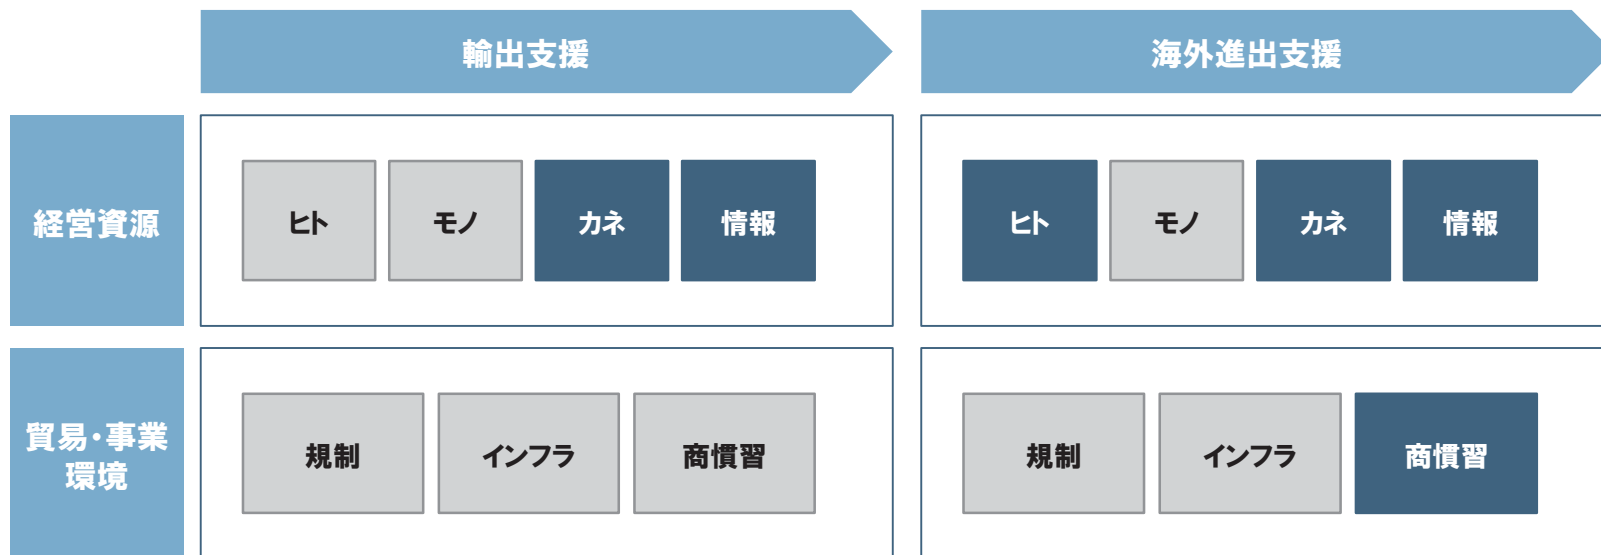 輸出支援
海外進出支援
経営資源
ヒト
モノ
カネ
情報
ヒト
モノ
カネ
情報
貿易・事業
環境
規制
インフラ
商慣習
規制
インフラ
商慣習